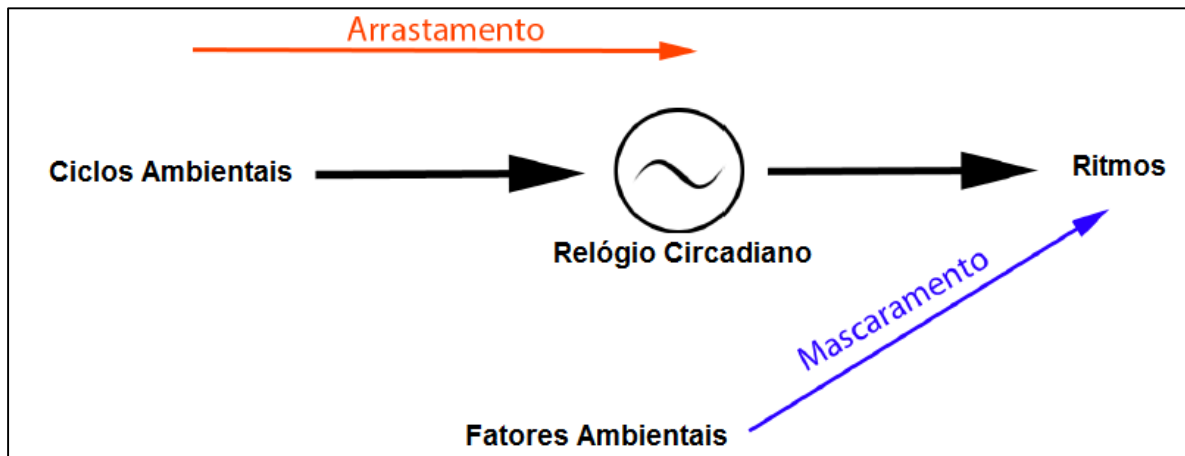 Arrastamento
Ciclos Ambientais
Ritmos
Relógio Circadiano
Mascaramento
Fatores Ambientais